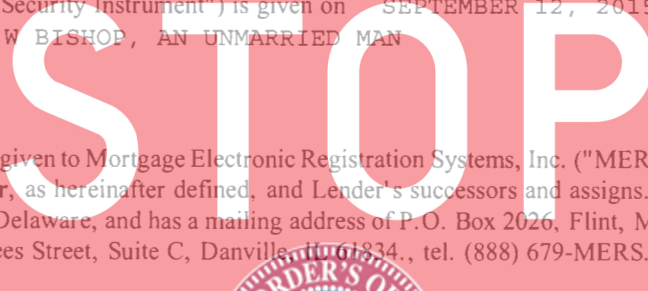 Security Instrument") is given on SEPTEMBER 12, 2015
W BISHOP, AN UNMARRIED MAN
STOP
given to Mortgage Electronic Registration Systems, Inc. ("MER
r, as hereinafter defined, and Lender's successors and assigns.
Delaware, and has a mailing address of P.O. Box 2026, Flint, M
ees Street, Suite C, Danville, IL 61834., tel. (888) 679-MERS.
ORDER'S O